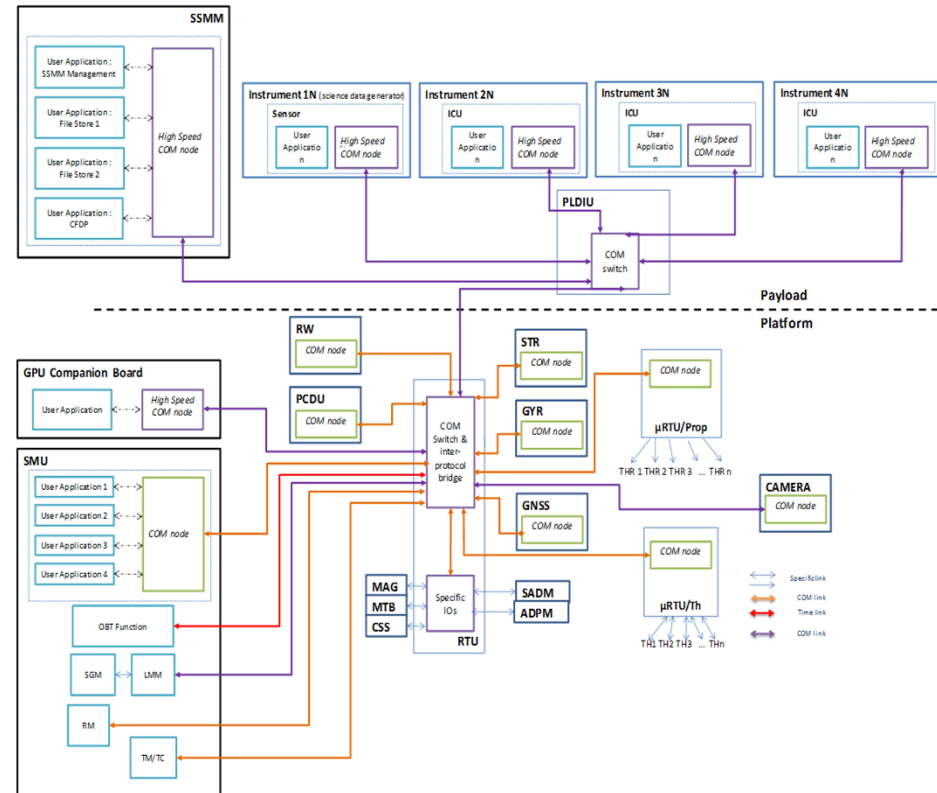 SSMM
User Application :
SSMM Management
User Application :
File Store 1
User Application :
File Store 2
User Application :
CFDP
High Speed
COM node
Instrument 1N (science data generator)
Sensor
User
Applicatio
n
High Speed
COM node
Instrument 2N
ICU
User
Applicatio
n
High Speed
COM node
Instrument 3N
ICU
User
Applicatio
n
High Speed
COM node
Instrument 4N
ICU
User
Applicatio
n
High Speed
COM node
PLDIU
COM
switch
Payload
Platform
RW
COM node
PCDU
COM node
STR
COM node
GYR
COM node
GNSS
COM node
COM
Switch &
inter-
protocol
bridge
Specific
IOs
RTU
MAG
MTB
CSS
SADM
ADPM
COM node
μRTU/Prop
THR 1 THR 2 THR 3 ... THR n
CAMERA
COM node
COM node
μRTU/Th
TH1 TH2 TH3 ... THn
GPU Companion Board
User Application
High Speed
COM node
SMU
User Application 1
User Application 2
User Application 3
User Application 4
COM node
OBT Function
SGM
LMM
RM
TM/TC
Specific link
COM link
Time link
COM link